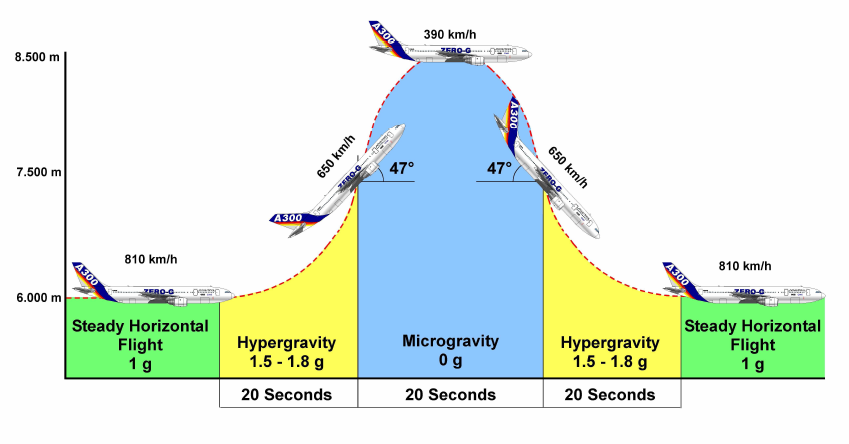 390 km/h
A300
ZERO-G
8.500 m
650 km/h
47°
A300
ZERO-G
47°
650 km/h
A300
ZERO-G
7.500 m
810 km/h
A300
ZERO-G
810 km/h
A300
ZERO-G
6.000 m
Steady Horizontal
Flight
1 g
Hypergravity
1.5 - 1.8 g
Microgravity
0 g
Hypergravity
1.5 - 1.8 g
Steady Horizontal
Flight
1 g
20 Seconds
20 Seconds
20 Seconds